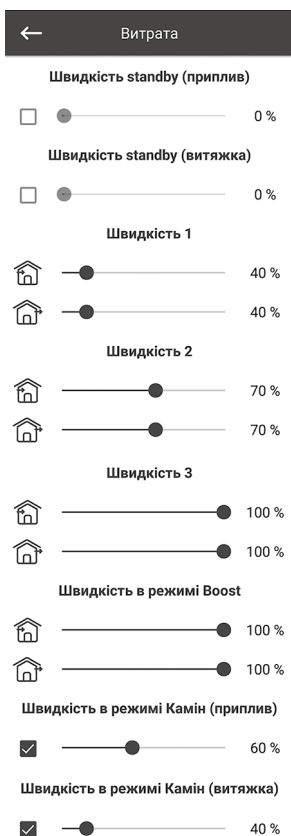 Витрата
Швидкість standby (приплив)
0 %
Швидкість standby (витяжка)
0 %
Швидкість 1
40 %
40 %
Швидкість 2
70 %
70 %
Швидкість 3
100 %
100 %
Швидкість в режимі Boost
100 %
100 %
Швидкість в режимі Камін (приплив)
60 %
Швидкість в режимі Камін (витяжка)
40 %